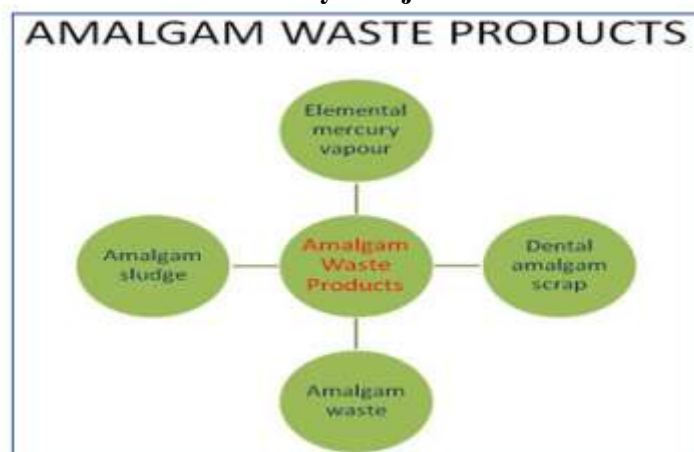 AMALGAM WASTE PRODUCTS
Elemental
mercury
vapour
Amalgam
sludge
Amalgam
Waste
Products
Dental
amalgam
scrap
Amalgam
waste